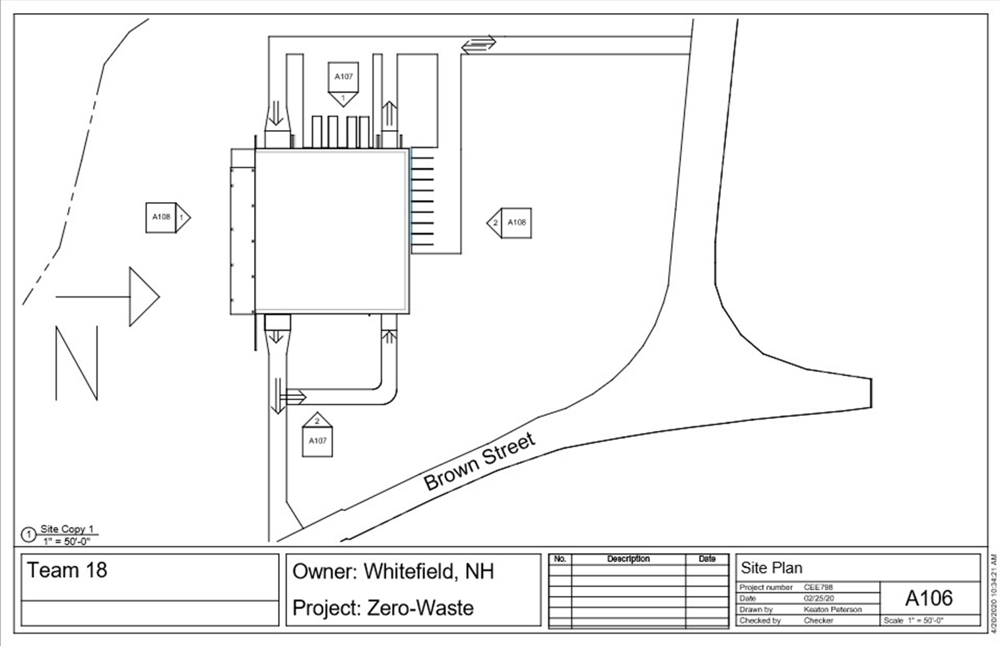 A107
1
A108
1
2
A108
N
2
A107
Brown Street
1
Site Copy 1
1" = 50'-0"
Team 18
Owner: Whitefield, NH
Project: Zero-Waste
No.
Description
Date
Site Plan
Project number CEE798
Date 02/25/20
Drawn by Keaton Peterson
Checked by Checker
A106
Scale 1" = 50'-0"
4/20/2020 10:34:21 AM